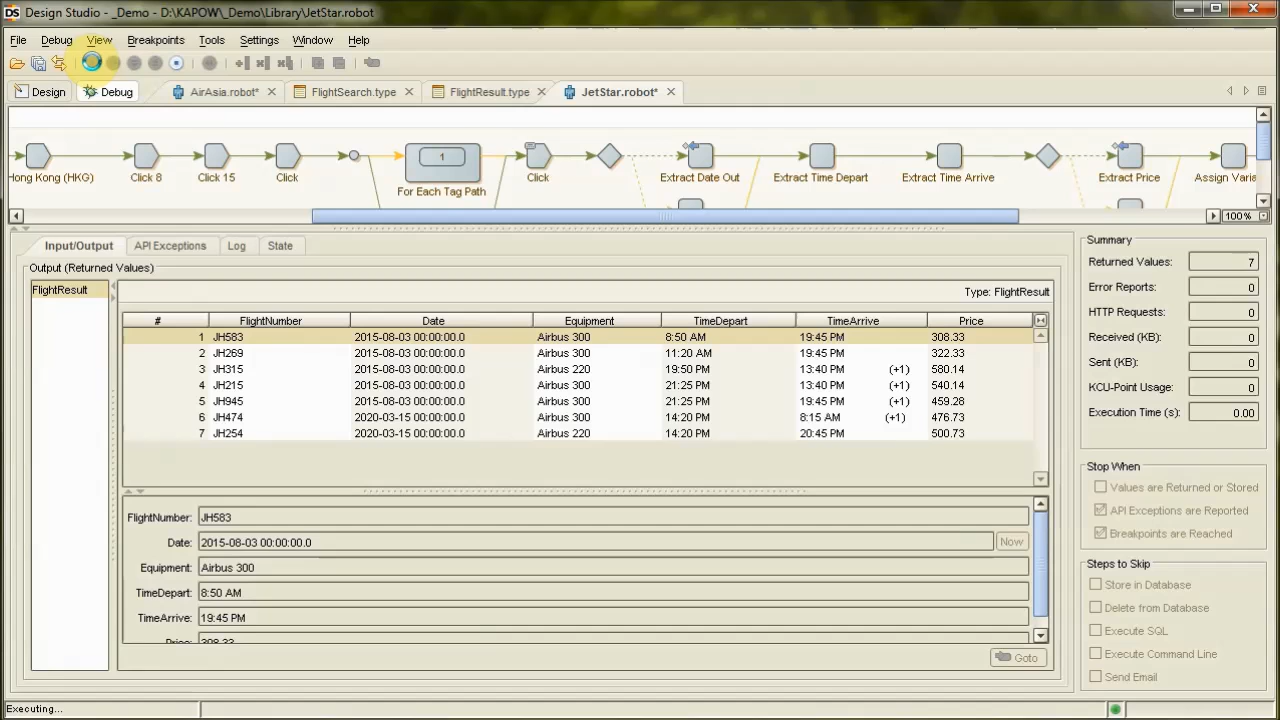 DS Design Studio - _Demo - D:\KAPOW\_Demo\Library\JetStar.robot
File Debug View Breakpoints Tools Settings Window Help
Design Debug AirAsia.robot* FlightSearch.type FlightResult.type JetStar.robot*
1
Hong Kong (HKG) Click 8 Click 15 Click For Each Tag Path Click Extract Date Out Extract Time Depart Extract Time Arrive Extract Price Assign Varia
100%
Input/Output API Exceptions Log State
Output (Returned Values)
FlightResult
Type: FlightResult
# FlightNumber Date Equipment TimeDepart TimeArrive Price
1 JH583 2015-08-03 00:00:00.0 Airbus 300 8:50 AM 19:45 PM 308.33
2 JH269 2015-08-03 00:00:00.0 Airbus 300 11:20 AM 19:45 PM 322.33
3 JH315 2015-08-03 00:00:00.0 Airbus 220 19:50 PM 13:40 PM (+1) 580.14
4 JH215 2015-08-03 00:00:00.0 Airbus 300 21:25 PM 13:40 PM (+1) 540.14
5 JH945 2015-08-03 00:00:00.0 Airbus 300 21:25 PM 19:45 PM (+1) 459.28
6 JH474 2020-03-15 00:00:00.0 Airbus 300 14:20 PM 8:15 AM (+1) 476.73
7 JH254 2020-03-15 00:00:00.0 Airbus 220 14:20 PM 20:45 PM 500.73
FlightNumber: JH583
Date: 2015-08-03 00:00:00.0 Now
Equipment: Airbus 300
TimeDepart: 8:50 AM
TimeArrive: 19:45 PM
Price: 308.33
Goto
Summary
Returned Values: 7
Error Reports: 0
HTTP Requests: 0
Received (KB): 0
Sent (KB): 0
KCU-Point Usage: 0
Execution Time (s): 0.00
Stop When
Values are Returned or Stored
API Exceptions are Reported
Breakpoints are Reached
Steps to Skip
Store in Database
Delete from Database
Execute SQL
Execute Command Line
Send Email
Executing...